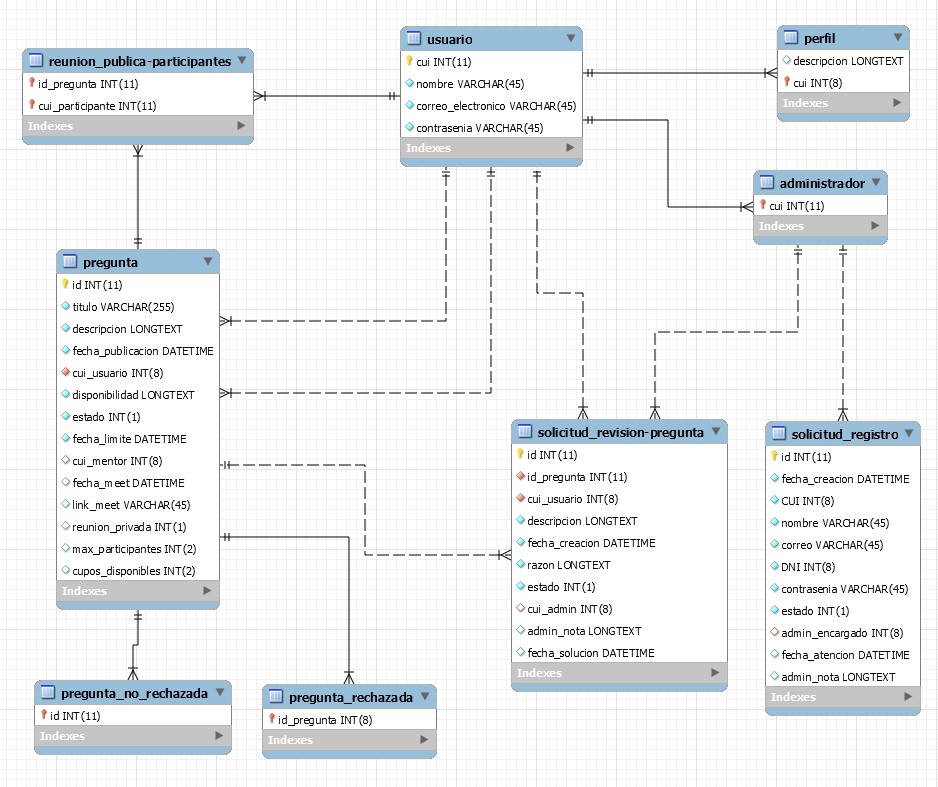 reunion_publica-participantes
id_pregunta INT(11)
cui_participante INT(11)
Indexes
usuario
cui INT(11)
nombre VARCHAR(45)
correo_electronico VARCHAR(45)
contrasenia VARCHAR(45)
Indexes
perfil
descripcion LONGTEXT
cui INT(8)
Indexes
administrador
cui INT(11)
Indexes
pregunta
id INT(11)
titulo VARCHAR(255)
descripcion LONGTEXT
fecha_publicacion DATETIME
cui_usuario INT(8)
disponibilidad LONGTEXT
estado INT(1)
fecha_limite DATETIME
cui_mentor INT(8)
fecha_meet DATETIME
link_meet VARCHAR(45)
reunion_privada INT(1)
max_participantes INT(2)
cupos_disponibles INT(2)
Indexes
solicitud_revision-pregunta
id INT(11)
id_pregunta INT(11)
cui_usuario INT(8)
descripcion LONGTEXT
fecha_creacion DATETIME
razon LONGTEXT
estado INT(1)
cui_admin INT(8)
admin_nota LONGTEXT
fecha_solucion DATETIME
Indexes
solicitud_registro
id INT(11)
fecha_creacion DATETIME
CUI INT(8)
nombre VARCHAR(45)
correo VARCHAR(45)
DNI INT(8)
contrasenia VARCHAR(45)
estado INT(1)
admin_encargado INT(8)
fecha_atencion DATETIME
admin_nota LONGTEXT
Indexes
pregunta_no_rechazada
id INT(11)
Indexes
pregunta_rechazada
id_pregunta INT(8)
Indexes